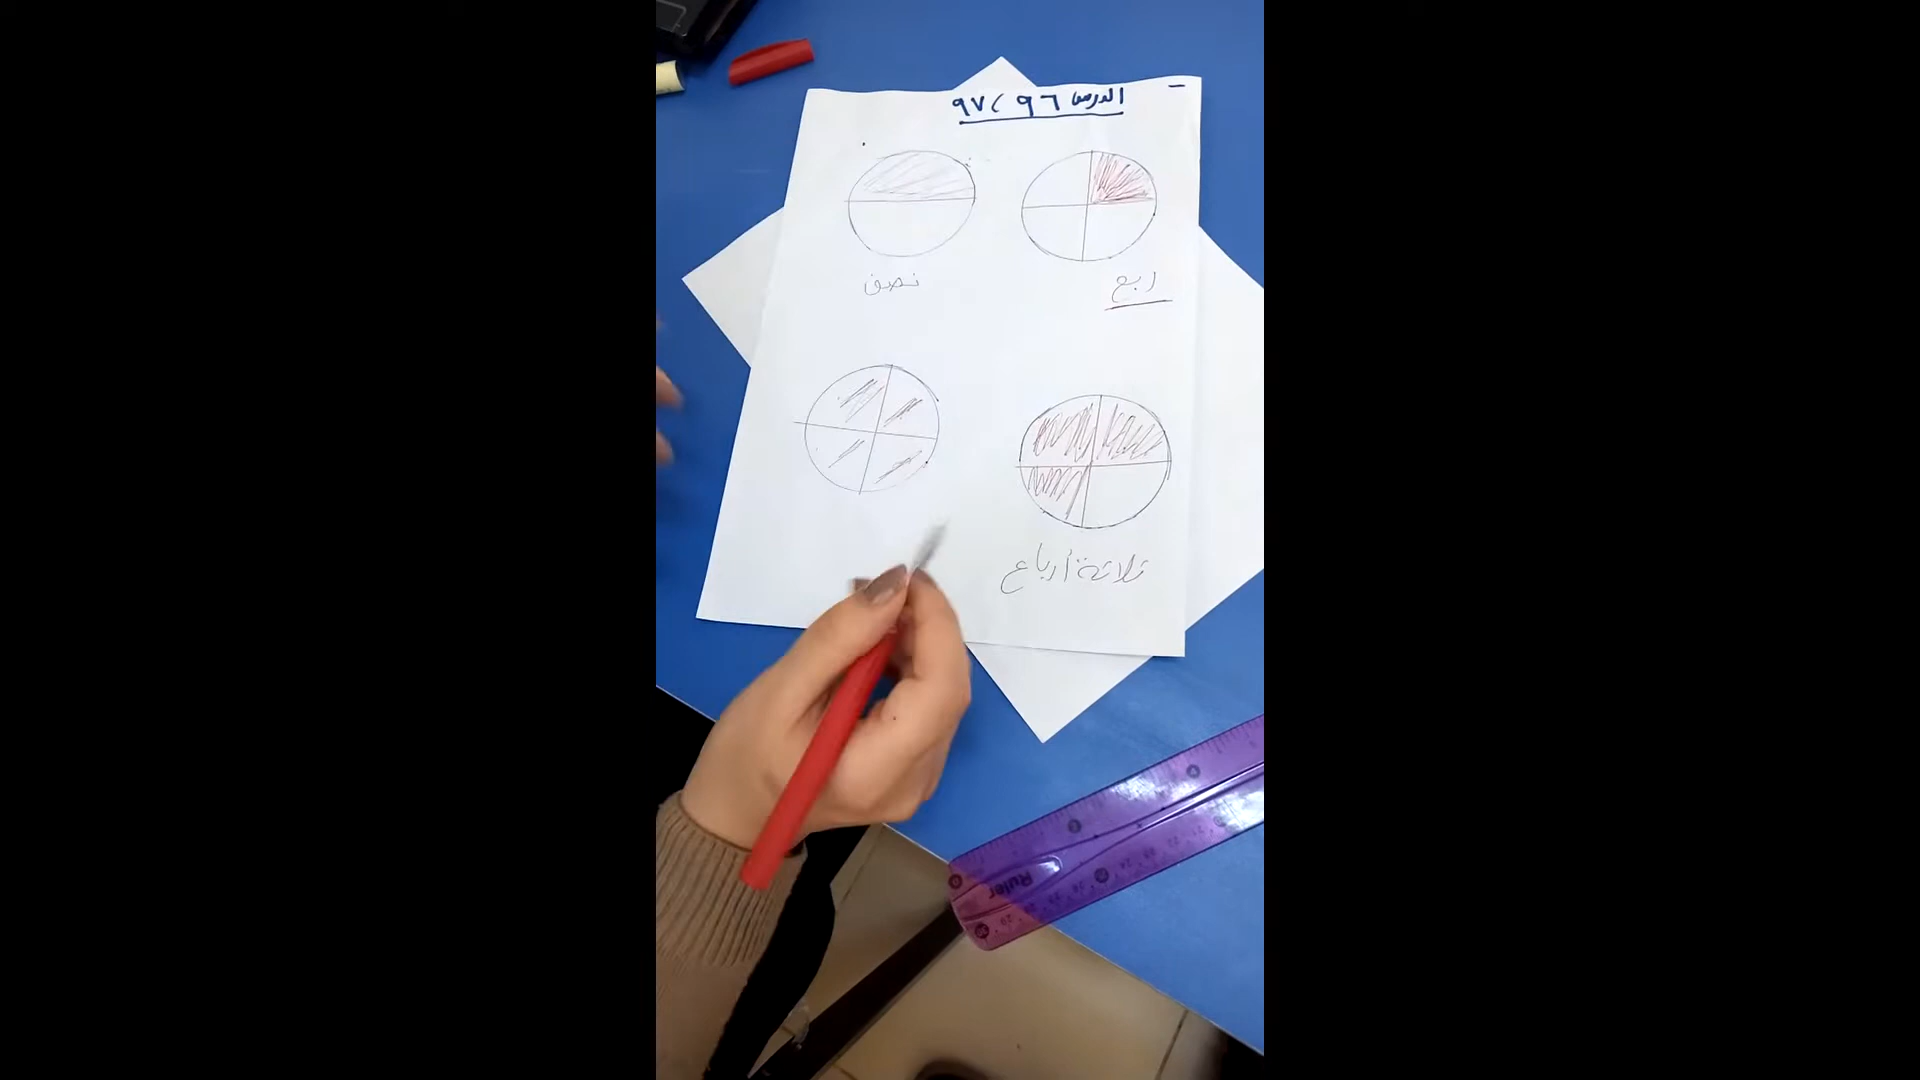 الدرس ٩٦ / ٩٧
ربع
نصف
ثلاثة أرباع
Ruler